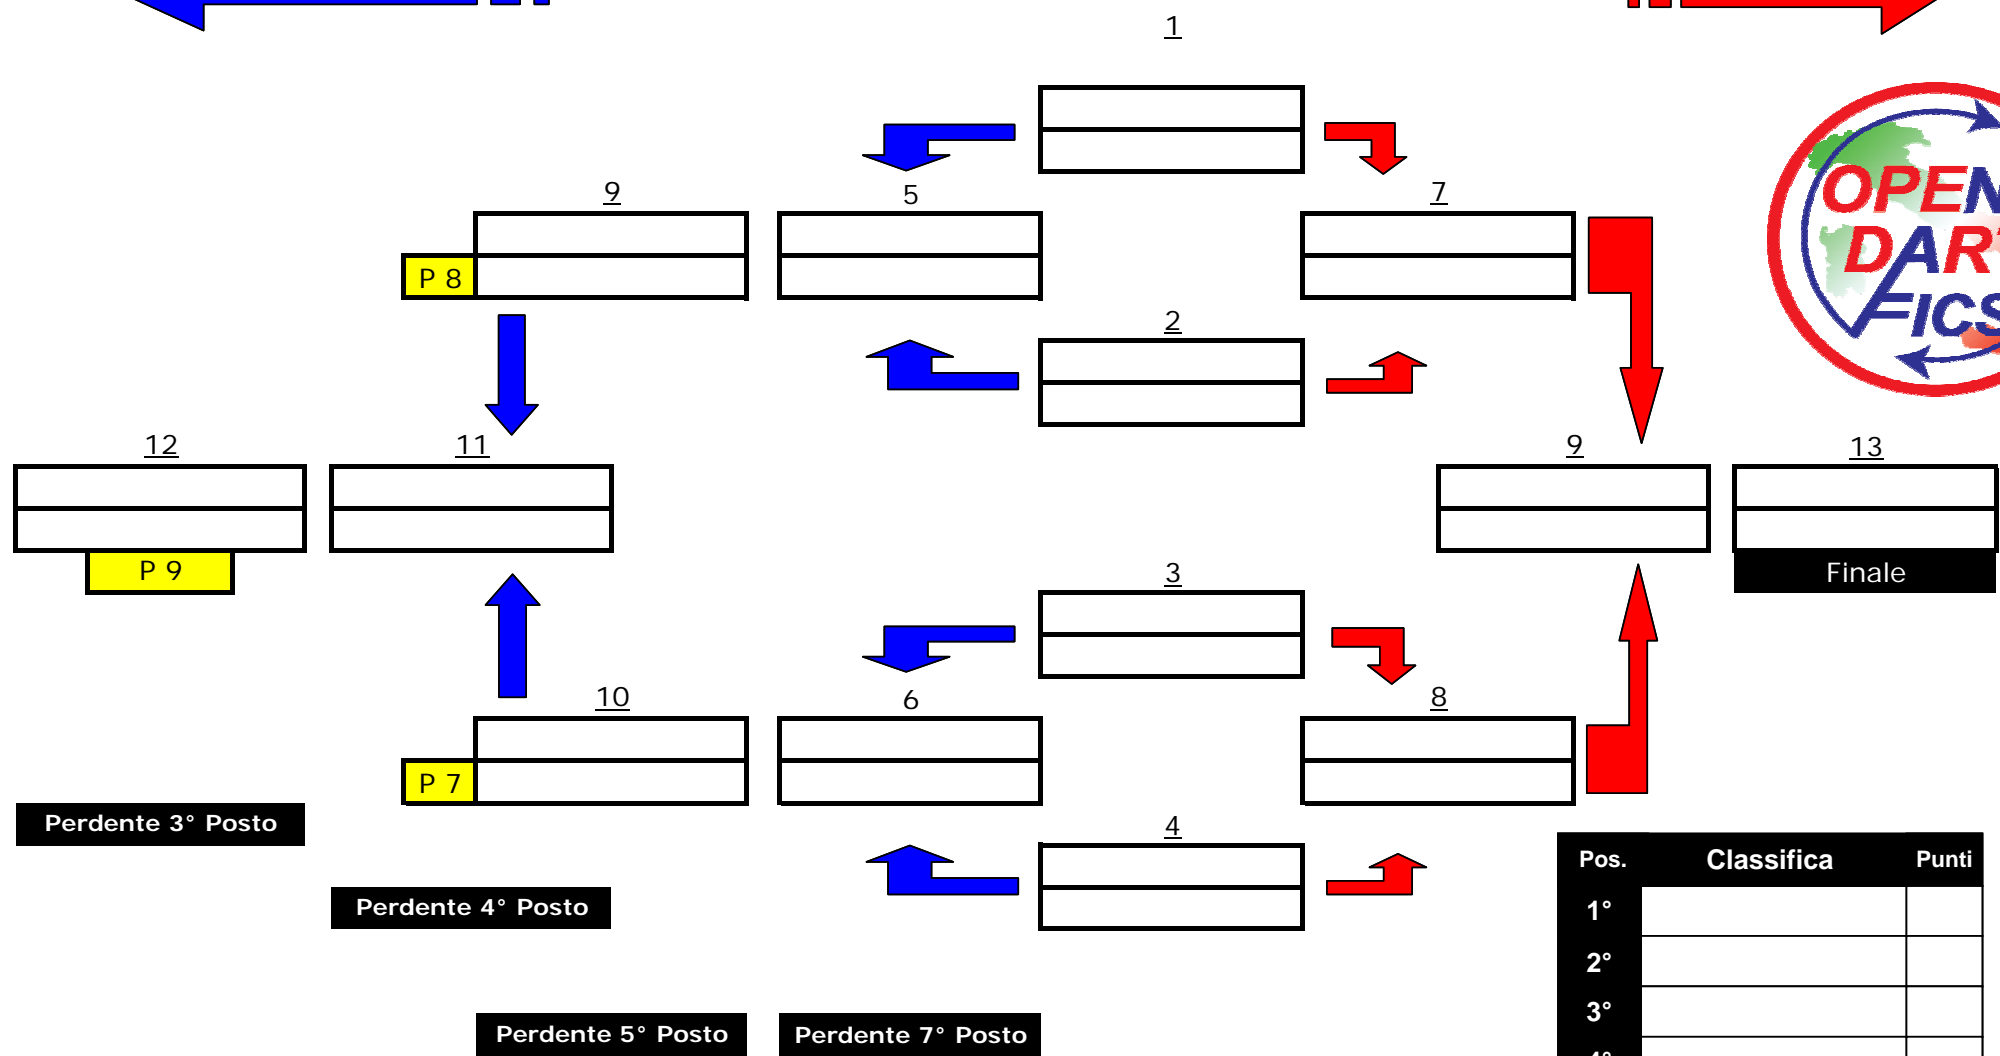 1
9
5
7
P 8
2
12
11
9
13
P 9
3
Finale
10
6
8
P 7
Perdente 3° Posto
4
Perdente 4° Posto
Perdente 5° Posto
Perdente 7° Posto
OPEN
DART
FICS
Pos. Classifica Punti
1°
2°
3°
4°